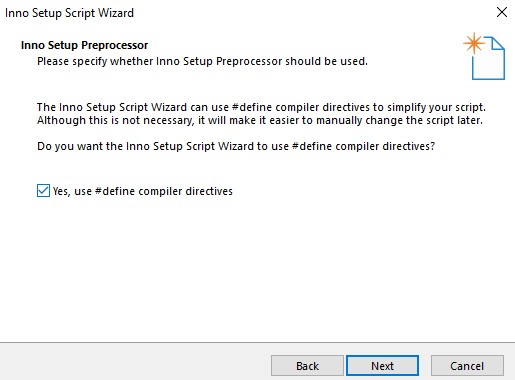 Inno Setup Script Wizard
Inno Setup Preprocessor
Please specify whether Inno Setup Preprocessor should be used.
The Inno Setup Script Wizard can use #define compiler directives to simplify your script.
Although this is not necessary, it will make it easier to manually change the script later.
Do you want the Inno Setup Script Wizard to use #define compiler directives?
Yes, use #define compiler directives
Back Next Cancel